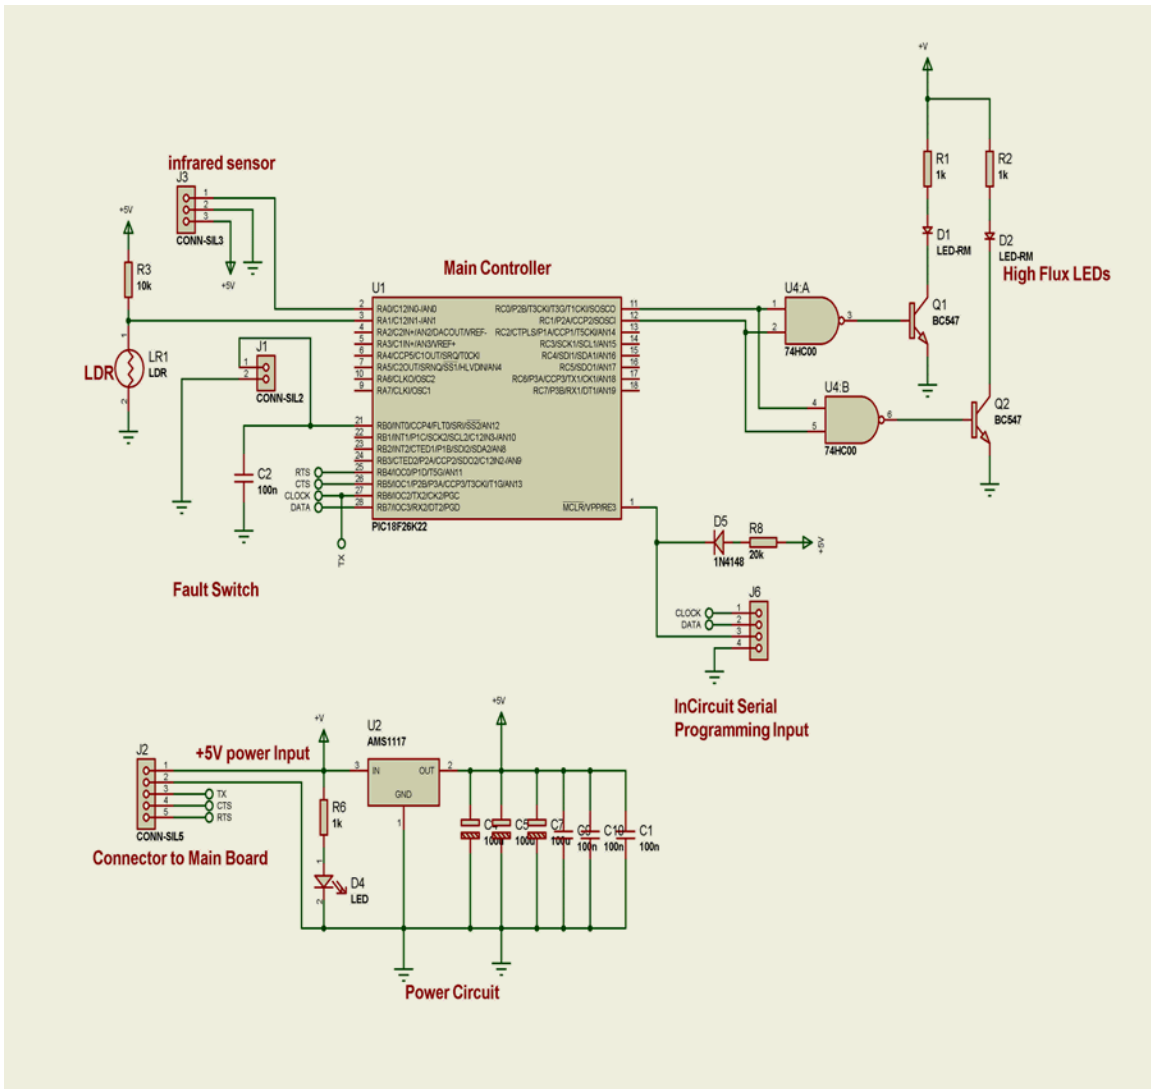 +V
R1
1k
R2
1k
D1
LED-RM
D2
LED-RM
High Flux LEDs
infrared sensor
J3
1
2
3
CONN-SIL3
+5V
+5V
R3
10k
1
LR1
LDR
LDR
2
J1
1
2
CONN-SIL2
C2
100n
Fault Switch
Main Controller
U1
2 RA0/C12IN0-/AN0
3 RA1/C12IN1-/AN1
4 RA2/C2IN+/AN2/DACOUT/VREF-
5 RA3/C1IN+/AN3/VREF+
6 RA4/CCP5/C1OUT/SRQ/T0CKI
7 RA5/C2OUT/SRNQ/SS1/HLVDIN/AN4
10 RA6/CLKO/OSC2
9 RA7/CLKI/OSC1
21 RB0/INT0/CCP4/FLT0/SRI/SS2/AN12
22 RB1/INT1/P1C/SCK2/SCL2/C12IN3-/AN10
23 RB2/INT2/CTED1/P1B/SDI2/SDA2/AN8
24 RB3/CTED2/P2A/CCP2/SDO2/C12IN2-/AN9
RTS 25 RB4/IOC0/P1D/T5G/AN11
CTS 26 RB5/IOC1/P2B/P3A/CCP3/T3CKI/T1G/AN13
CLOCK 27 RB6/IOC2/TX2/CK2/PGC
DATA 28 RB7/IOC3/RX2/DT2/PGD
TX
PIC18F26K22
RC0/P2B/T3CKI/T3G/T1CKI/SOSCO 11
RC1/P2A/CCP2/SOSCI 12
RC2/CTPLS/P1A/CCP1/T5CKI/AN14 13
RC3/SCK1/SCL1/AN15 14
RC4/SDI1/SDA1/AN16 15
RC5/SDO1/AN17 16
RC6/P3A/CCP3/TX1/CK1/AN18 17
RC7/P3B/RX1/DT1/AN19 18
MCLR/VPP/RE3 1
U4:A
1
2
3
74HC00
Q1
BC547
U4:B
4
5
6
74HC00
Q2
BC547
D5
1N4148
R8
20k
+5V
J6
CLOCK 1
DATA 2
3
4
InCircuit Serial
Programming Input
+V
+5V power Input
J2
1
2
3 TX
4 CTS
5 RTS
CONN-SIL5
Connector to Main Board
R6
1k
1
D4
LED
2
U2
AMS1117
3 IN
OUT 2
GND
1
+5V
C5
100u
C7
100u
C10
100n
C1
100n
Power Circuit